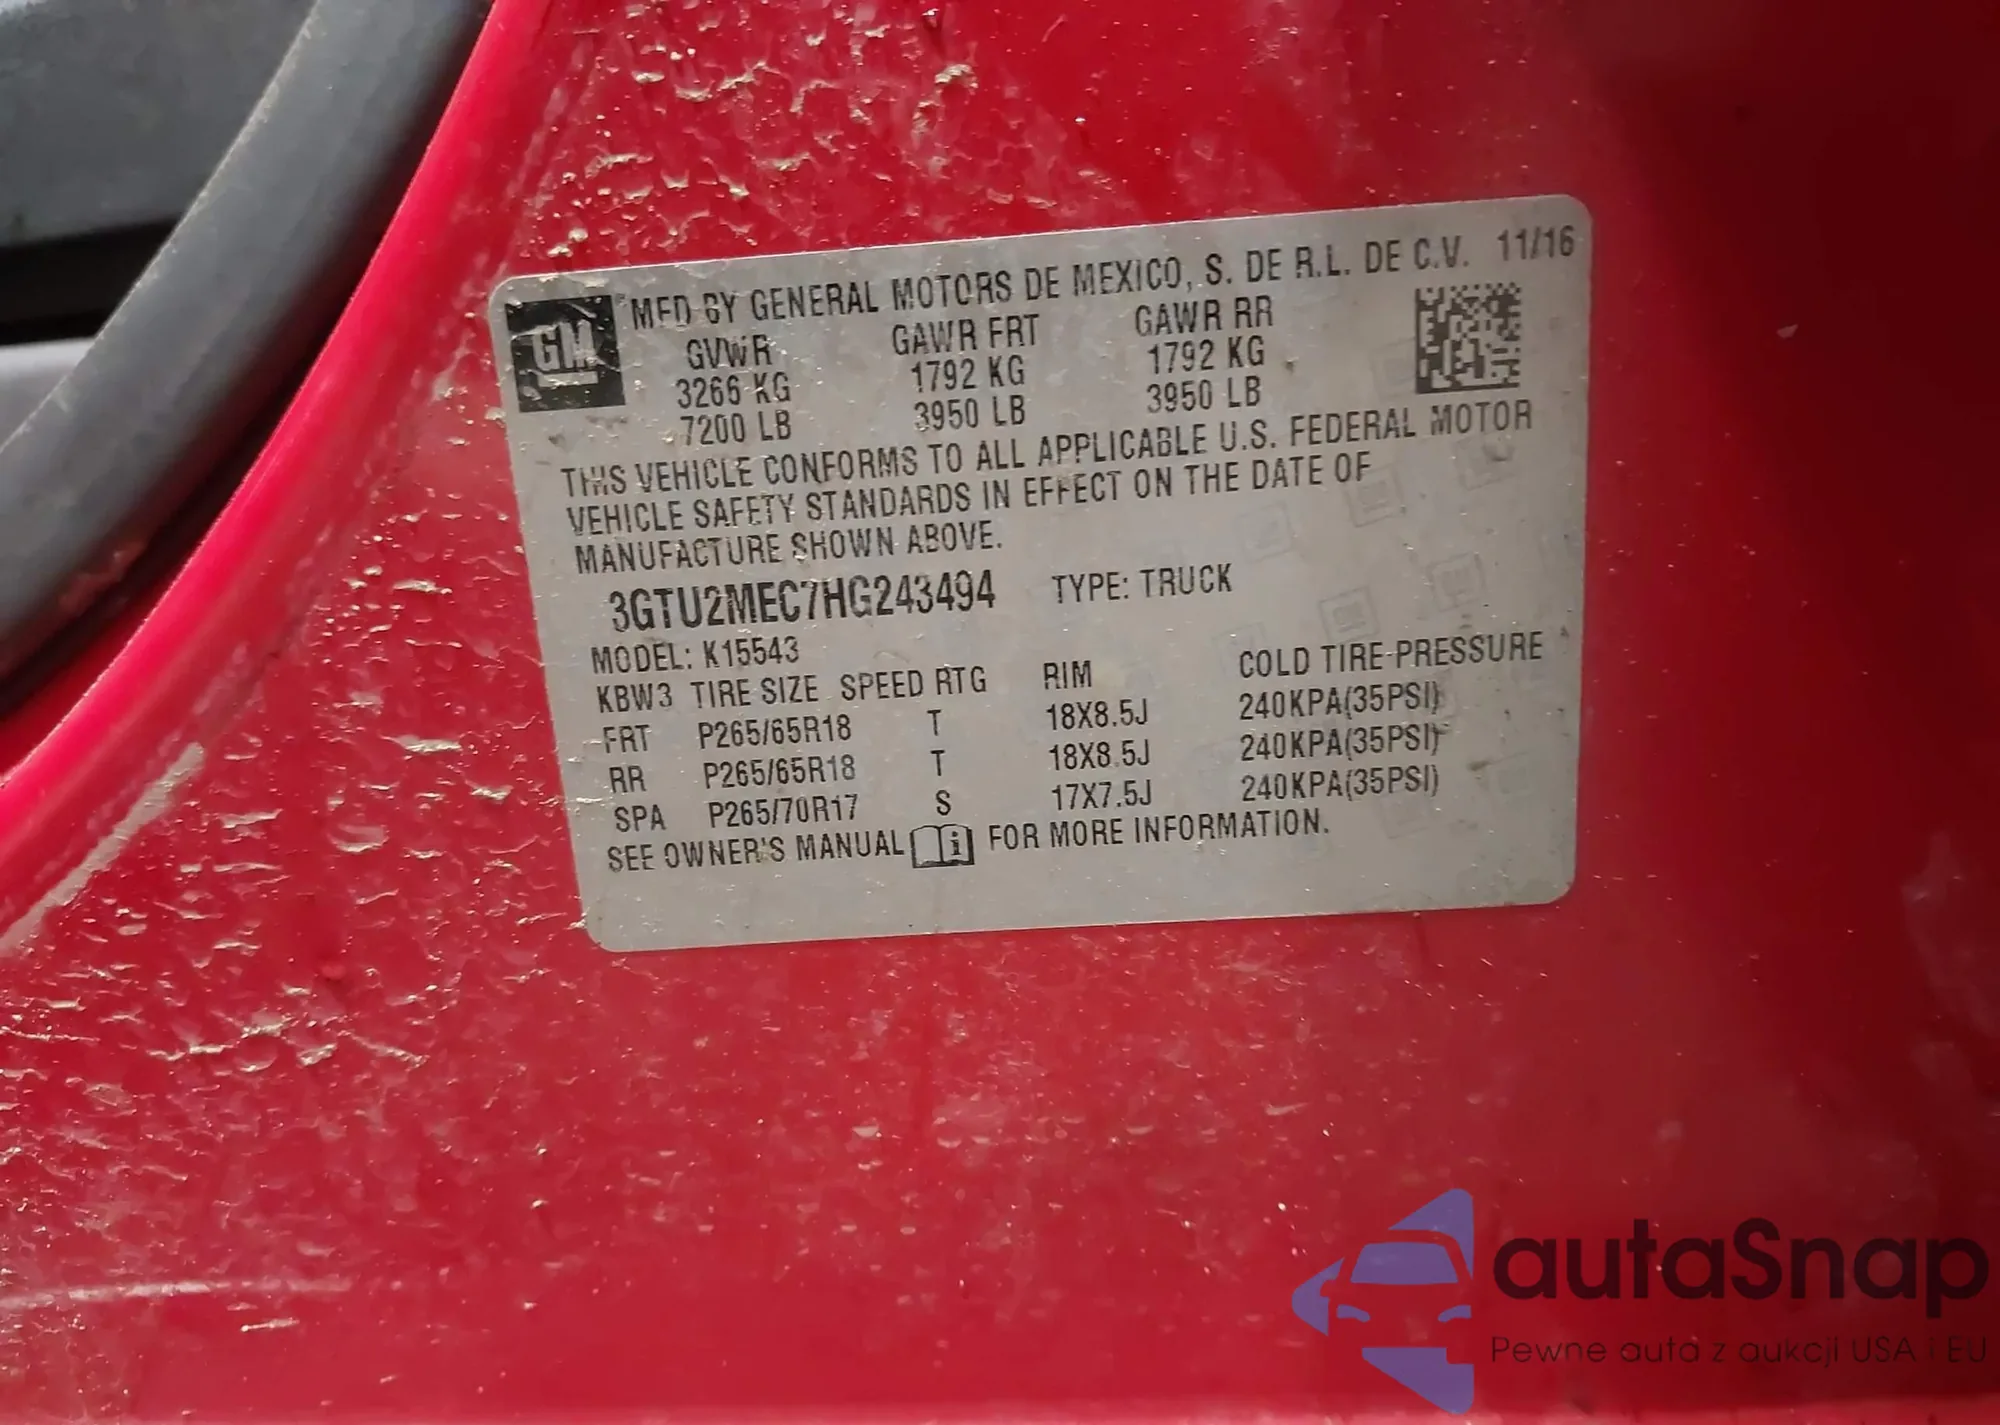 MFD BY GENERAL MOTORS DE MEXICO, S. DE R.L. DE C.V. 11/16
GM
GVWR GAWR FRT GAWR RR
3266 KG 1792 KG 1792 KG
7200 LB 3950 LB 3950 LB
THIS VEHICLE CONFORMS TO ALL APPLICABLE U.S. FEDERAL MOTOR
VEHICLE SAFETY STANDARDS IN EFFECT ON THE DATE OF
MANUFACTURE SHOWN ABOVE.
3GTU2MEC7HG243494 TYPE: TRUCK
MODEL: K15543
KBW3 TIRE SIZE SPEED RTG RIM COLD TIRE PRESSURE
FRT P265/65R18 T 18X8.5J 240KPA(35PSI)
RR P265/65R18 T 18X8.5J 240KPA(35PSI)
SPA P265/70R17 S 17X7.5J 240KPA(35PSI)
SEE OWNER'S MANUAL i FOR MORE INFORMATION.
autaSnap
Pewne auta z aukcji USA i EU